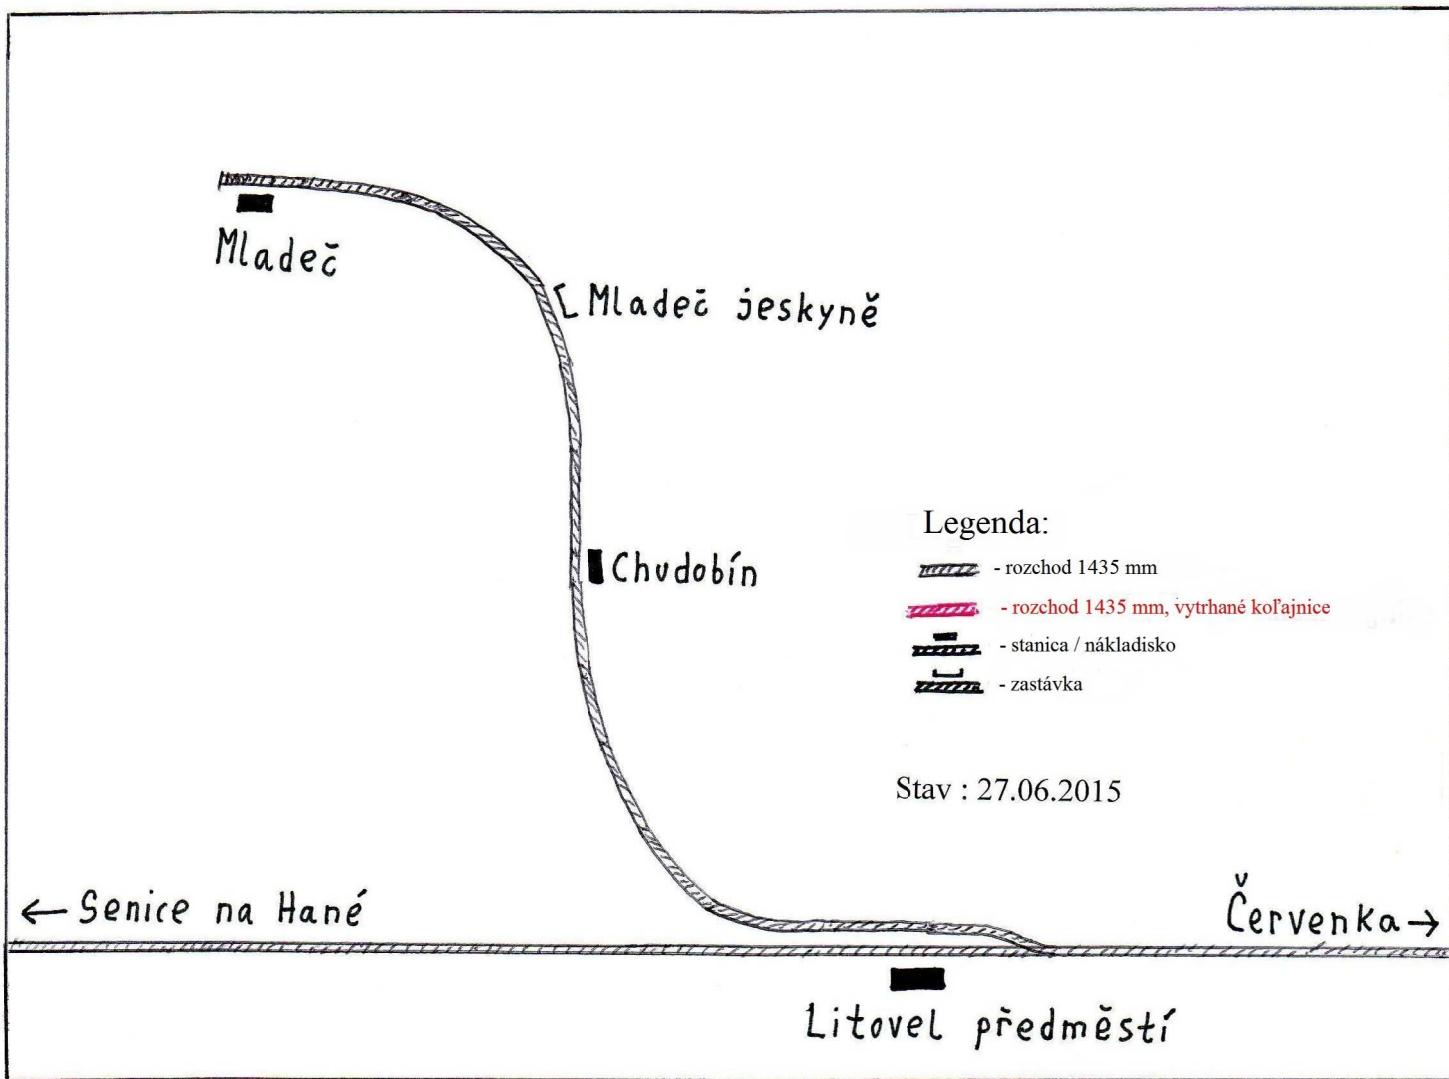 Mladeč
Mladeč jeskyně
Chudobín
Legenda:
- rozchod 1435 mm
- rozchod 1435 mm, vytrhané koľajnice
- stanica / nákladisko
- zastávka
Stav : 27.06.2015
← Senice na Hané
Červenka →
Litovel předměstí